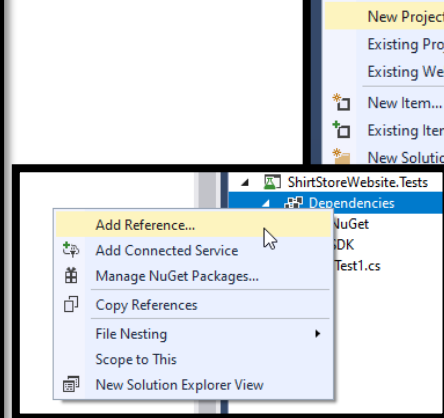 New Project
Existing Pro
Existing We
New Item...
Existing Iter
New Solutio
ShirtStoreWebsite.Tests
Dependencies
NuGet
SDK
Test1.cs
Add Reference...
Add Connected Service
Manage NuGet Packages...
Copy References
File Nesting
Scope to This
New Solution Explorer View